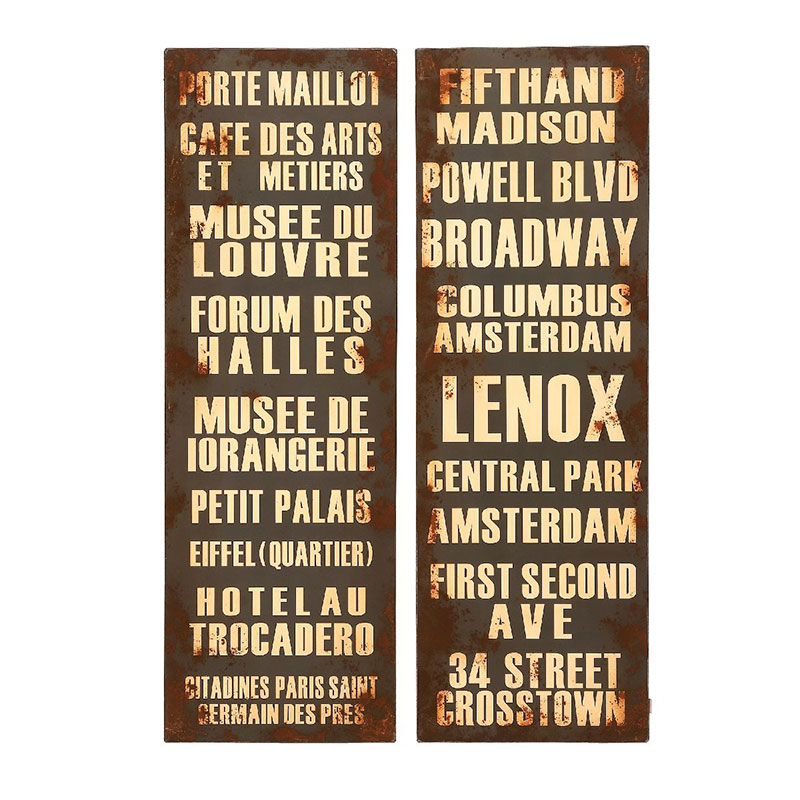 PORTE MAILLOT
CAFE DES ARTS
ET METIERS
MUSEE DU
LOUVRE
FORUM DES
HALLES
MUSEE DE
IORANGERIE
PETIT PALAIS
EIFFEL (QUARTIER)
HOTEL AU
TROCADERO
CITADINES PARIS SAINT
GERMAIN DES PRES
FIFTHAND
MADISON
POWELL BLVD
BROADWAY
COLUMBUS
AMSTERDAM
LENOX
CENTRAL PARK
AMSTERDAM
FIRST SECOND
AVE
34 STREET
CROSSTOWN